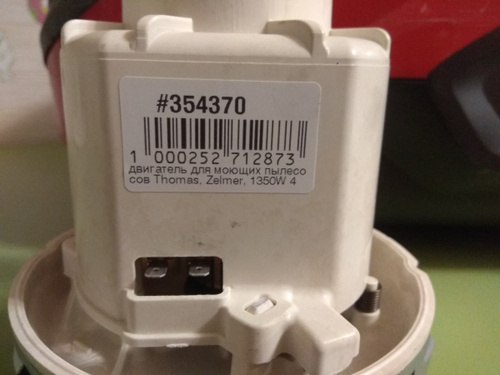 #354370
1 000252 712873
двигатель для моющих пылесо
сов Thomas, Zelmer, 1350W 4